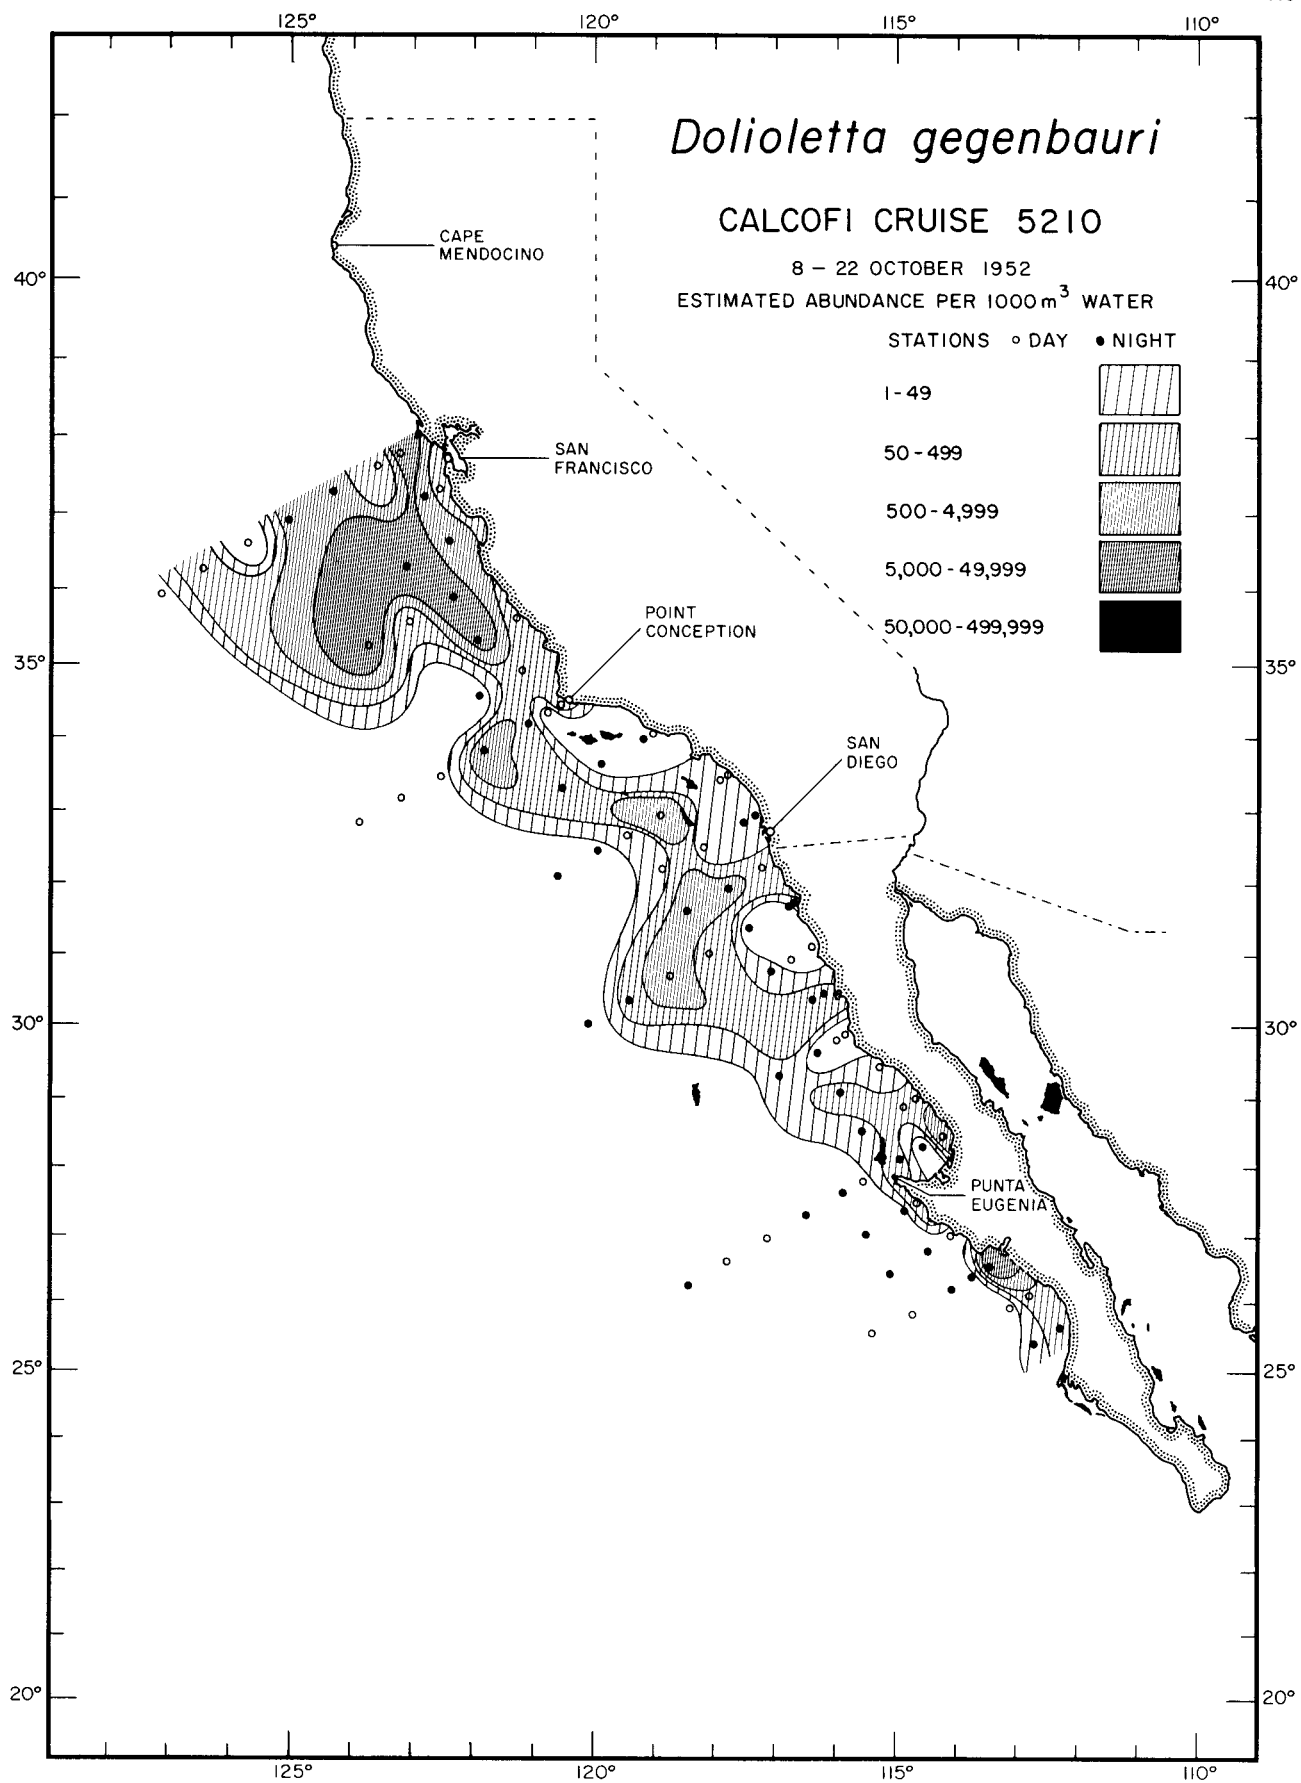 125° 120° 115° 110°
Dolioletta gegenbauri
CALCOFI CRUISE 5210
8 – 22 OCTOBER 1952
ESTIMATED ABUNDANCE PER 1000 m³ WATER
STATIONS ○ DAY ● NIGHT
1 - 49
50 - 499
500 - 4,999
5,000 - 49,999
50,000 - 499,999
CAPE
MENDOCINO
40° 40°
SAN
FRANCISCO
POINT
CONCEPTION
35° 35°
SAN
DIEGO
30° 30°
PUNTA
EUGENIA
25° 25°
20° 20°
125° 120° 115° 110°